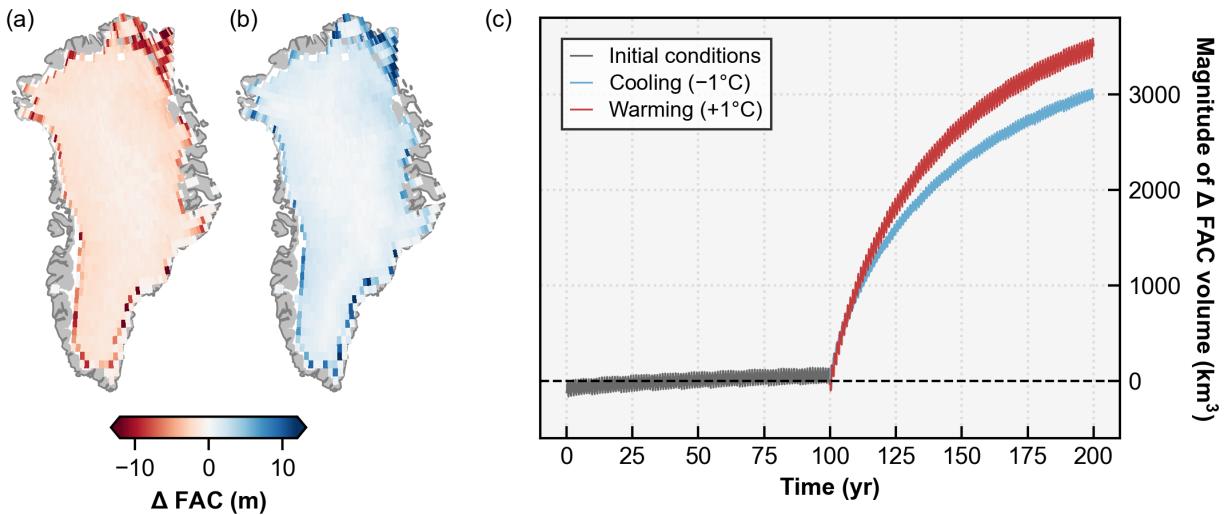 (a)
(b)
(c)
Initial conditions
Cooling (−1°C)
Warming (+1°C)
3000
2000
1000
0
Magnitude of Δ FAC volume (km³)
0 25 50 75 100 125 150 175 200
Time (yr)
−10 0 10
Δ FAC (m)